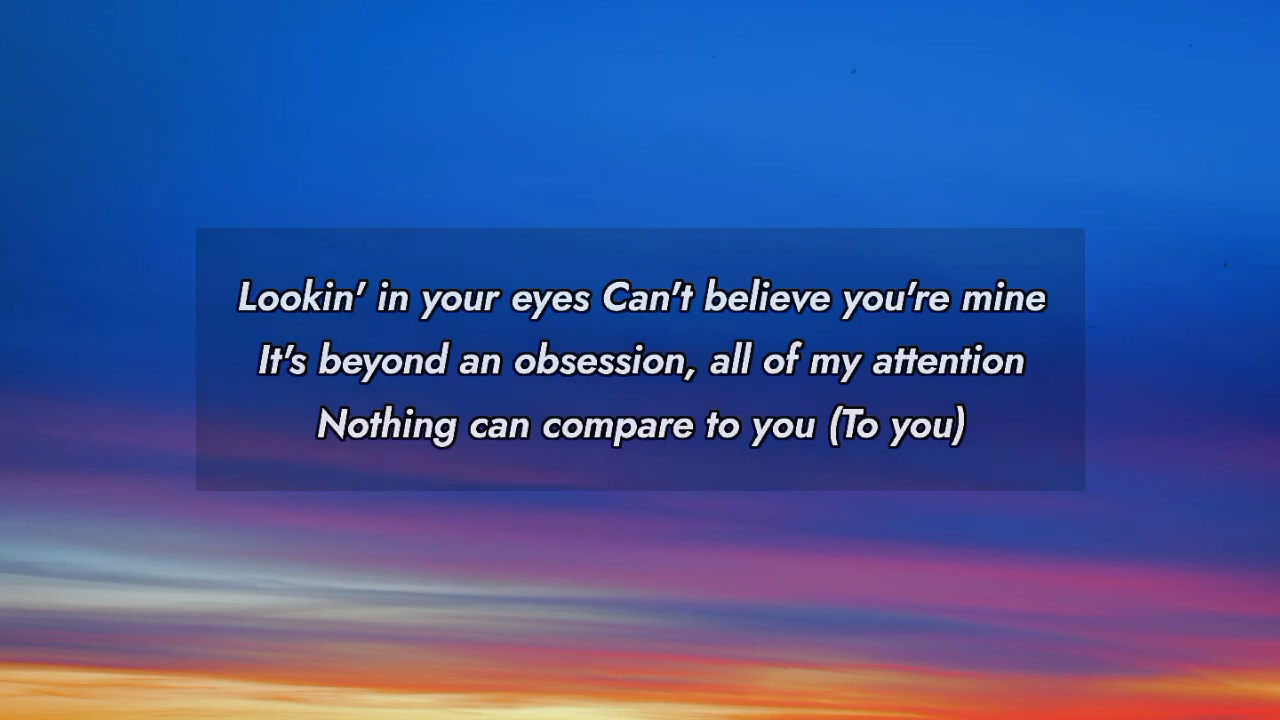 Lookin' in your eyes Can't believe you're mine
It's beyond an obsession, all of my attention
Nothing can compare to you (To you)